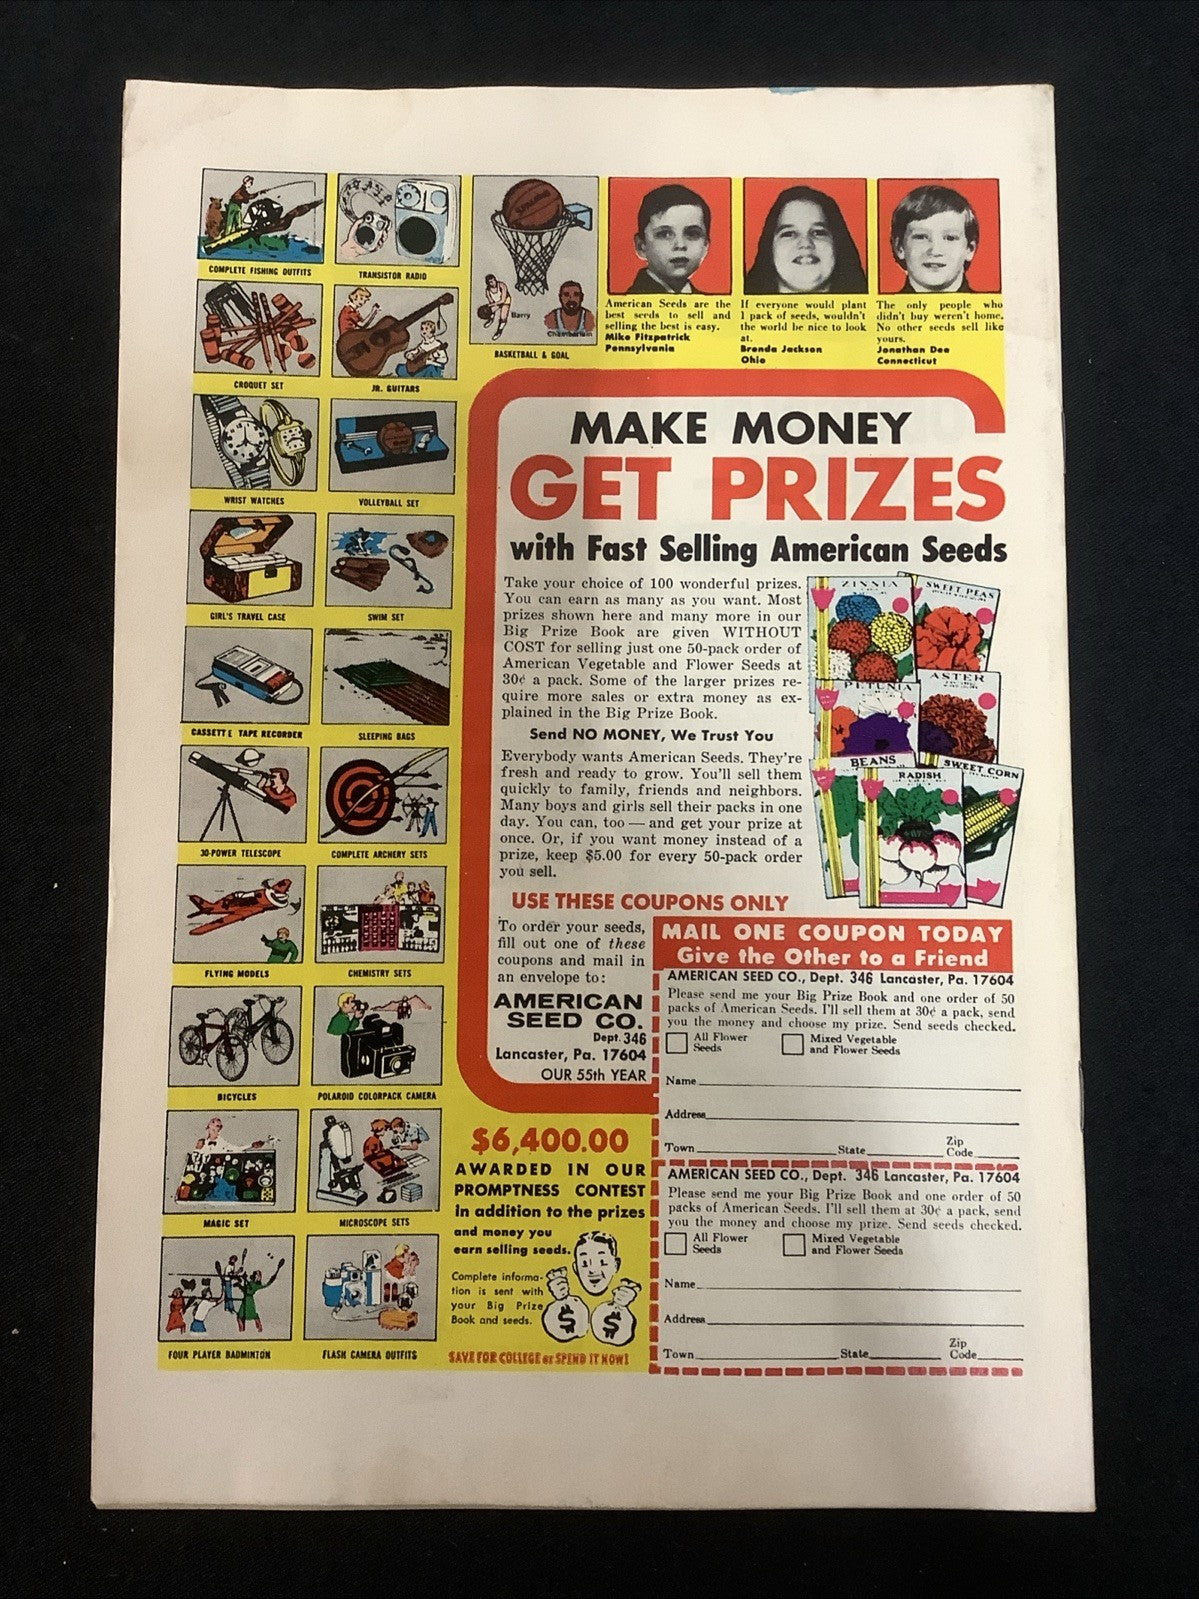 COMPLETE FISHING OUTFITS
TRANSISTOR RADIO
CROQUET SET
JR. GUITARS
WRIST WATCHES
VOLLEYBALL SET
GIRL'S TRAVEL CASE
SWIM SET
CASSETTE TAPE RECORDER
SLEEPING BAGS
30-POWER TELESCOPE
COMPLETE ARCHERY SETS
FLYING MODELS
CHEMISTRY SETS
BICYCLES
POLAROID COLORPACK CAMERA
MAGIC SET
MICROSCOPE SETS
FOUR PLAYER BADMINTON
FLASH CAMERA OUTFITS
Barry
Chamberlain
BASKETBALL & GOAL
American Seeds are the
best seeds to sell and
selling the best is easy.
Mike Fitzpatrick
Pennsylvania
If everyone would plant
1 pack of seeds, wouldn't
the world be nice to look
at.
Brenda Jackson
Ohio
The only people who
didn't buy weren't home.
No other seeds sell like
yours.
Jonathan Dee
Connecticut
MAKE MONEY
GET PRIZES
with Fast Selling American Seeds
Take your choice of 100 wonderful prizes.
You can earn as many as you want. Most
prizes shown here and many more in our
Big Prize Book are given WITHOUT
COST for selling just one 50-pack order of
American Vegetable and Flower Seeds at
30¢ a pack. Some of the larger prizes re-
quire more sales or extra money as ex-
plained in the Big Prize Book.
Send NO MONEY, We Trust You
Everybody wants American Seeds. They're
fresh and ready to grow. You'll sell them
quickly to family, friends and neighbors.
Many boys and girls sell their packs in one
day. You can, too — and get your prize at
once. Or, if you want money instead of a
prize, keep $5.00 for every 50-pack order
you sell.
ZINNIA
SWEET PEAS
PETUNIA
ASTER
BEANS
RADISH
SWEET CORN
USE THESE COUPONS ONLY
To order your seeds,
fill out one of these
coupons and mail in
an envelope to:
AMERICAN
SEED CO.
Dept. 346
Lancaster, Pa. 17604
OUR 55th YEAR
MAIL ONE COUPON TODAY
Give the Other to a Friend
AMERICAN SEED CO., Dept. 346 Lancaster, Pa. 17604
Please send me your Big Prize Book and one order of 50
packs of American Seeds. I'll sell them at 30¢ a pack, send
you the money and choose my prize. Send seeds checked.
All Flower Seeds
Mixed Vegetable and Flower Seeds
Name
Address
Town State Zip Code
AMERICAN SEED CO., Dept. 346 Lancaster, Pa. 17604
Please send me your Big Prize Book and one order of 50
packs of American Seeds. I'll sell them at 30¢ a pack, send
you the money and choose my prize. Send seeds checked.
All Flower Seeds
Mixed Vegetable and Flower Seeds
Name
Address
Town State Zip Code
$6,400.00
AWARDED IN OUR
PROMPTNESS CONTEST
in addition to the prizes
and money you
earn selling seeds.
Complete informa-
tion is sent with
your Big Prize
Book and seeds.
$ $
SAVE FOR COLLEGE or SPEND IT NOW!